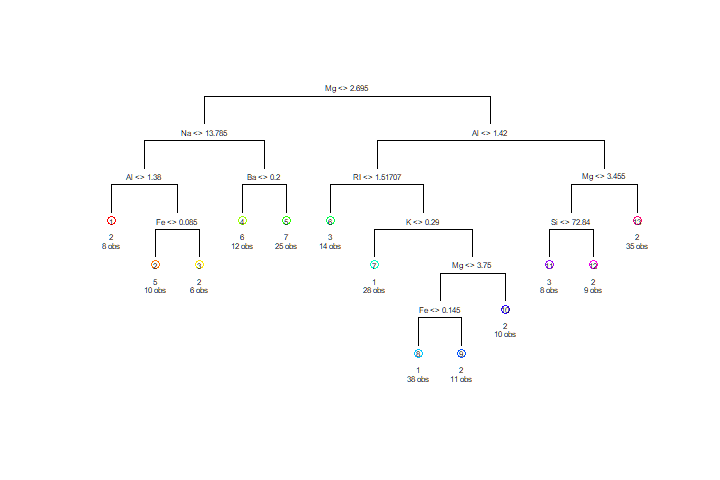 Mg <> 2.695
Na <> 13.785
Al <> 1.42
Al <> 1.38
Ba <> 0.2
RI <> 1.51707
Mg <> 3.455
1
2
8 obs
Fe <> 0.085
4
6
12 obs
5
7
25 obs
6
3
14 obs
K <> 0.29
Si <> 72.84
13
2
35 obs
2
5
10 obs
3
2
6 obs
7
1
28 obs
Mg <> 3.75
11
3
8 obs
12
2
9 obs
Fe <> 0.145
10
2
10 obs
8
1
38 obs
9
2
11 obs